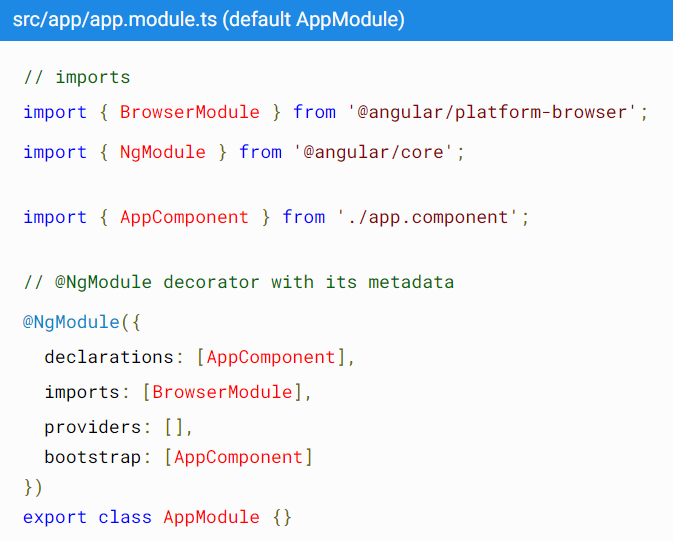 src/app/app.module.ts (default AppModule)
// imports
import { BrowserModule } from '@angular/platform-browser';
import { NgModule } from '@angular/core';
import { AppComponent } from './app.component';
// @NgModule decorator with its metadata
@NgModule({
  declarations: [AppComponent],
  imports: [BrowserModule],
  providers: [],
  bootstrap: [AppComponent]
})
export class AppModule {}